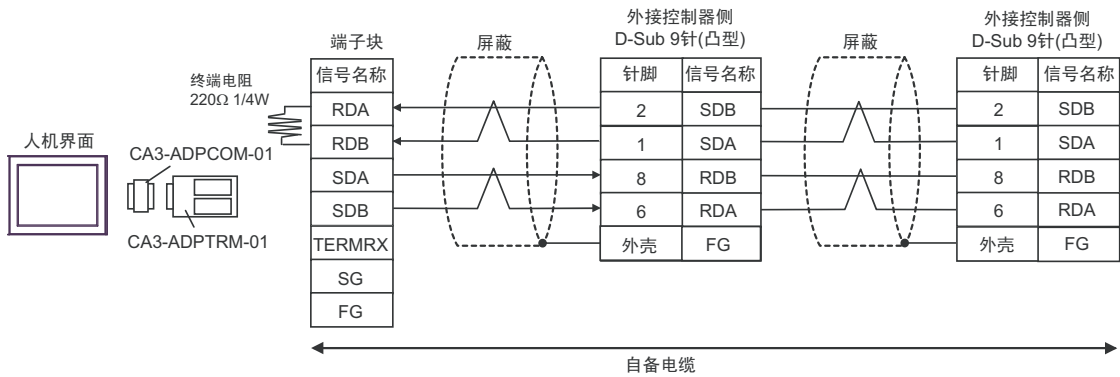 外接控制器侧
D-Sub 9针(凸型)
外接控制器侧
D-Sub 9针(凸型)
端子块
屏蔽
屏蔽
终端电阻
220Ω 1/4W
人机界面
CA3-ADPCOM-01
CA3-ADPTRM-01
信号名称
RDA
RDB
SDA
SDB
TERMRX
SG
FG
针脚 信号名称
2 SDB
1 SDA
8 RDB
6 RDA
外壳 FG
针脚 信号名称
2 SDB
1 SDA
8 RDB
6 RDA
外壳 FG
自备电缆